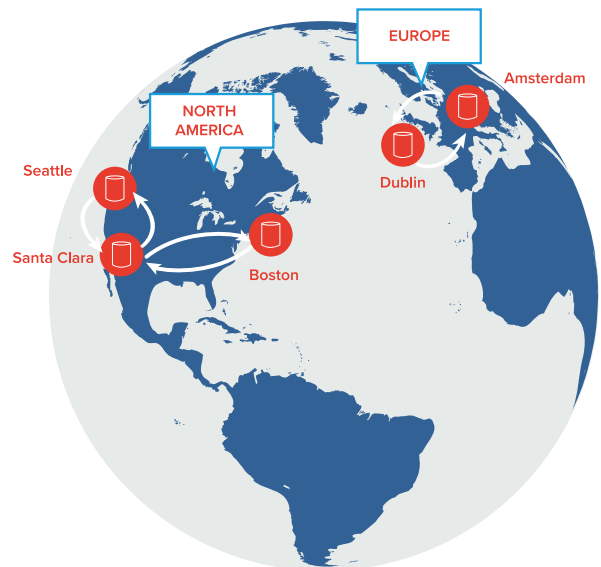 EUROPE
Amsterdam
NORTH
AMERICA
Seattle
Dublin
Santa Clara
Boston